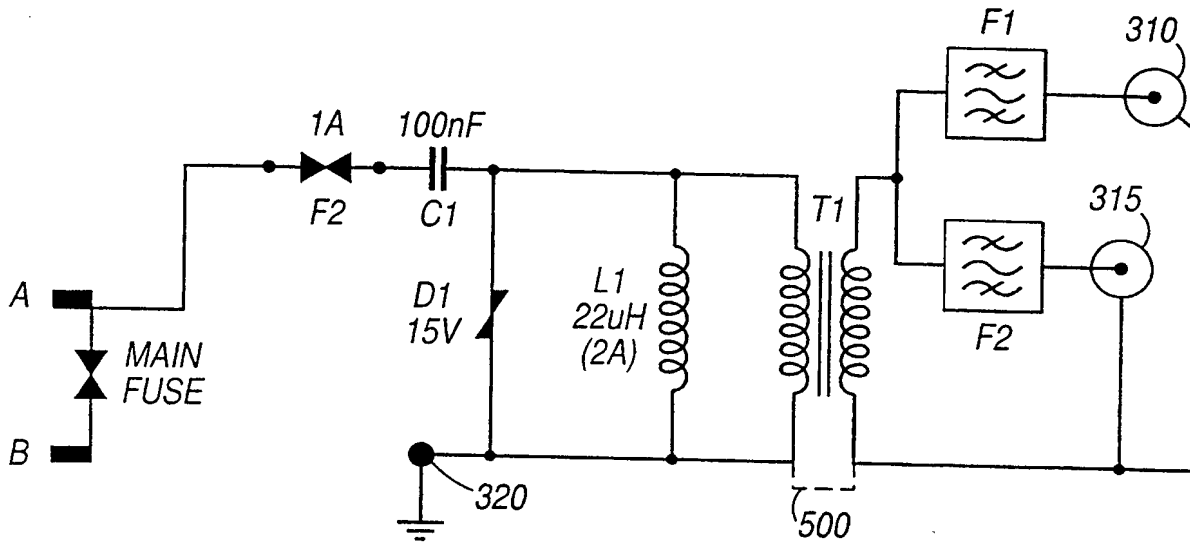 F1
310
1A
100nF
F2
C1
T1
315
A
D1
15V
L1
22uH
(2A)
F2
MAIN
FUSE
B
320
500